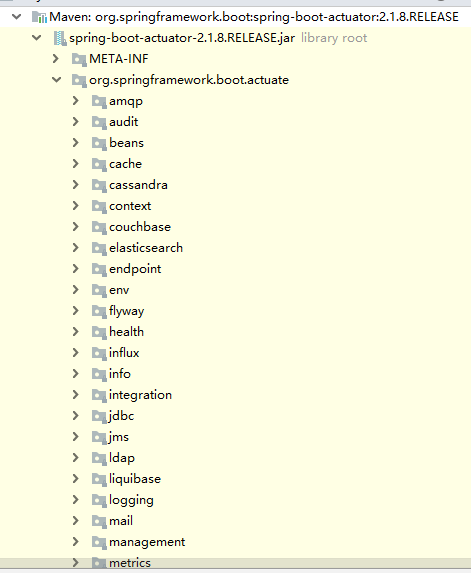 Maven: org.springframework.boot:spring-boot-actuator:2.1.8.RELEASE
spring-boot-actuator-2.1.8.RELEASE.jar library root
META-INF
org.springframework.boot.actuate
amqp
audit
beans
cache
cassandra
context
couchbase
elasticsearch
endpoint
env
flyway
health
influx
info
integration
jdbc
jms
ldap
liquibase
logging
mail
management
metrics